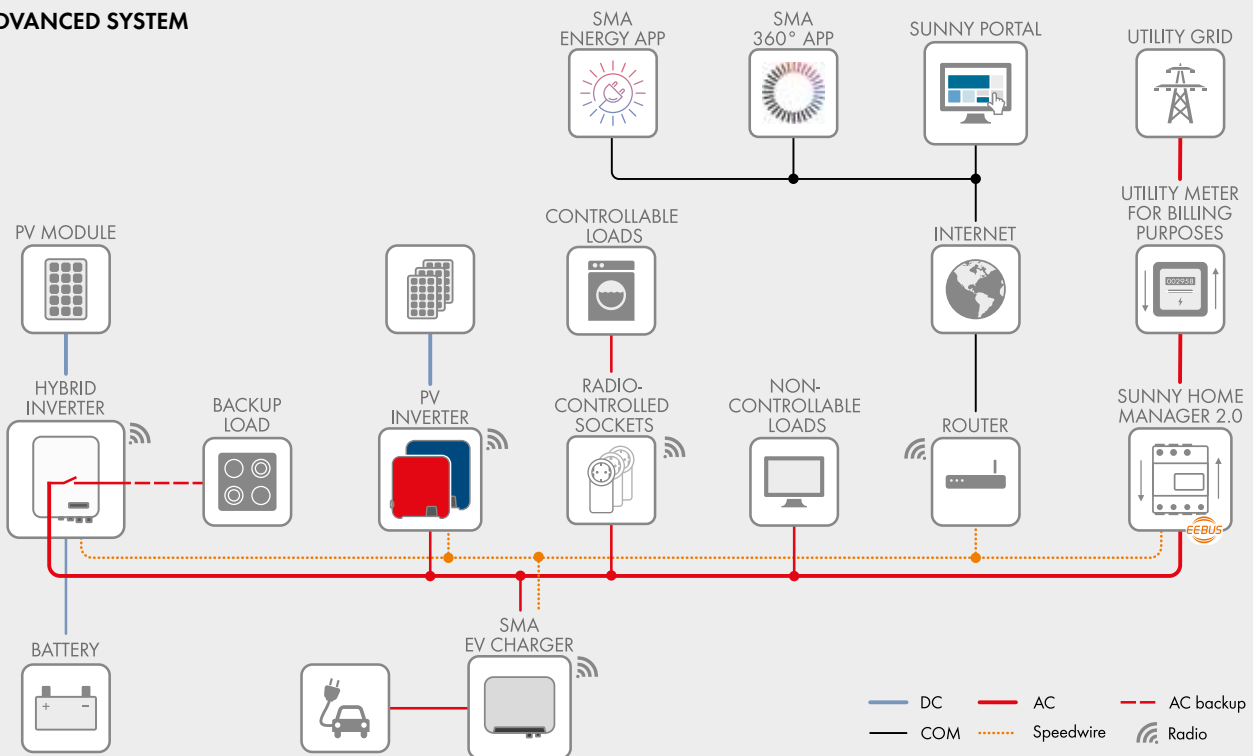 DVANCED SYSTEM
SMA
ENERGY APP
SMA
360° APP
SUNNY PORTAL
UTILITY GRID
UTILITY METER
FOR BILLING
PURPOSES
002958
PV MODULE
CONTROLLABLE
LOADS
INTERNET
HYBRID
INVERTER
BACKUP
LOAD
PV
INVERTER
RADIO-
CONTROLLED
SOCKETS
NON-
CONTROLLABLE
LOADS
ROUTER
SUNNY HOME
MANAGER 2.0
EEBUS
BATTERY
+ −
SMA
EV CHARGER
DC
AC
AC backup
COM
Speedwire
Radio